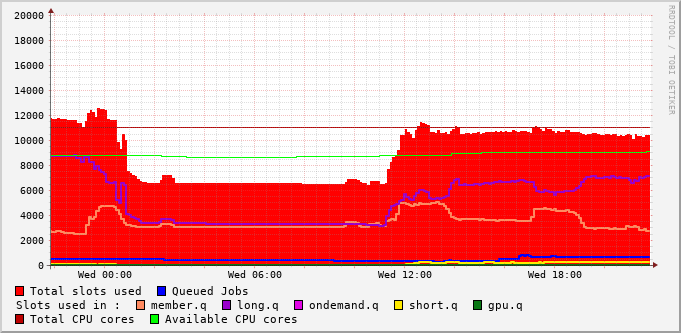 20000
18000
16000
14000
12000
10000
8000
6000
4000
2000
0
Wed 00:00 Wed 06:00 Wed 12:00 Wed 18:00
RRDTOOL / TOBI OETIKER
Total slots used Queued Jobs
Slots used in : member.q long.q ondemand.q short.q gpu.q
Total CPU cores Available CPU cores